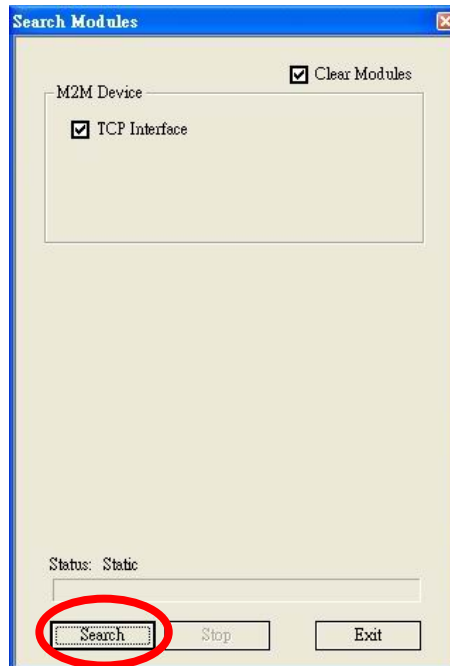 Search Modules
Clear Modules
M2M Device
TCP Interface
Status: Static
Search Stop Exit